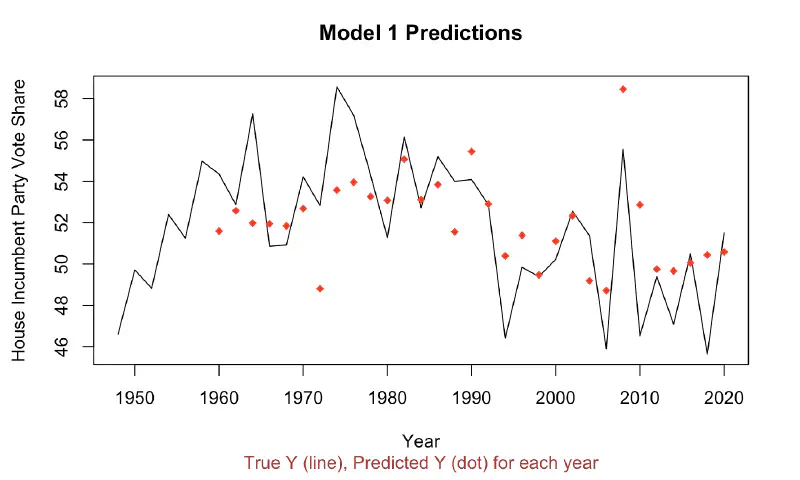 Model 1 Predictions
House Incumbent Party Vote Share
58
56
54
52
50
48
46
1950 1960 1970 1980 1990 2000 2010 2020
Year
True Y (line), Predicted Y (dot) for each year